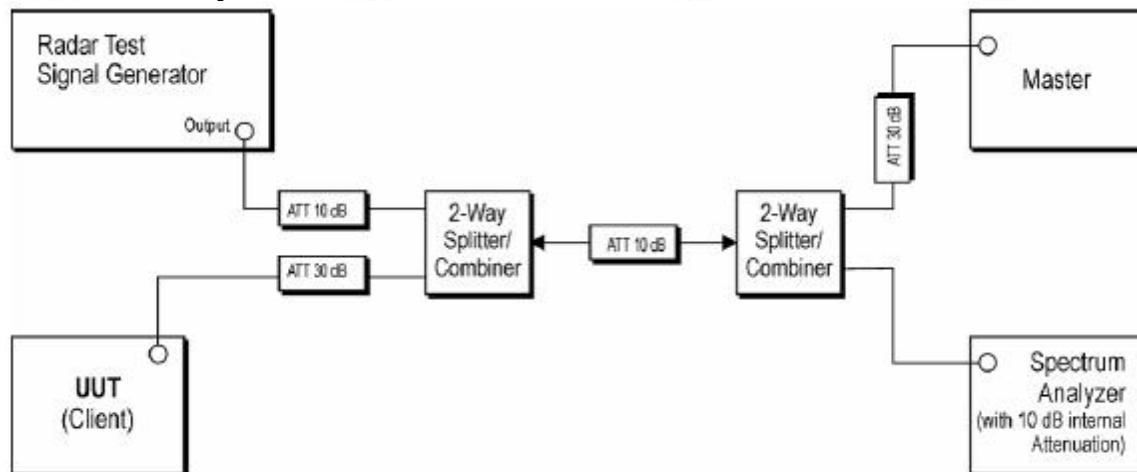 Radar Test
Signal Generator
Output
ATT 10 dB
ATT 30 dB
UUT
(Client)
2-Way
Splitter/
Combiner
ATT 10 dB
2-Way
Splitter/
Combiner
ATT 30 dB
Master
Spectrum
Analyzer
(with 10 dB internal
Attenuation)